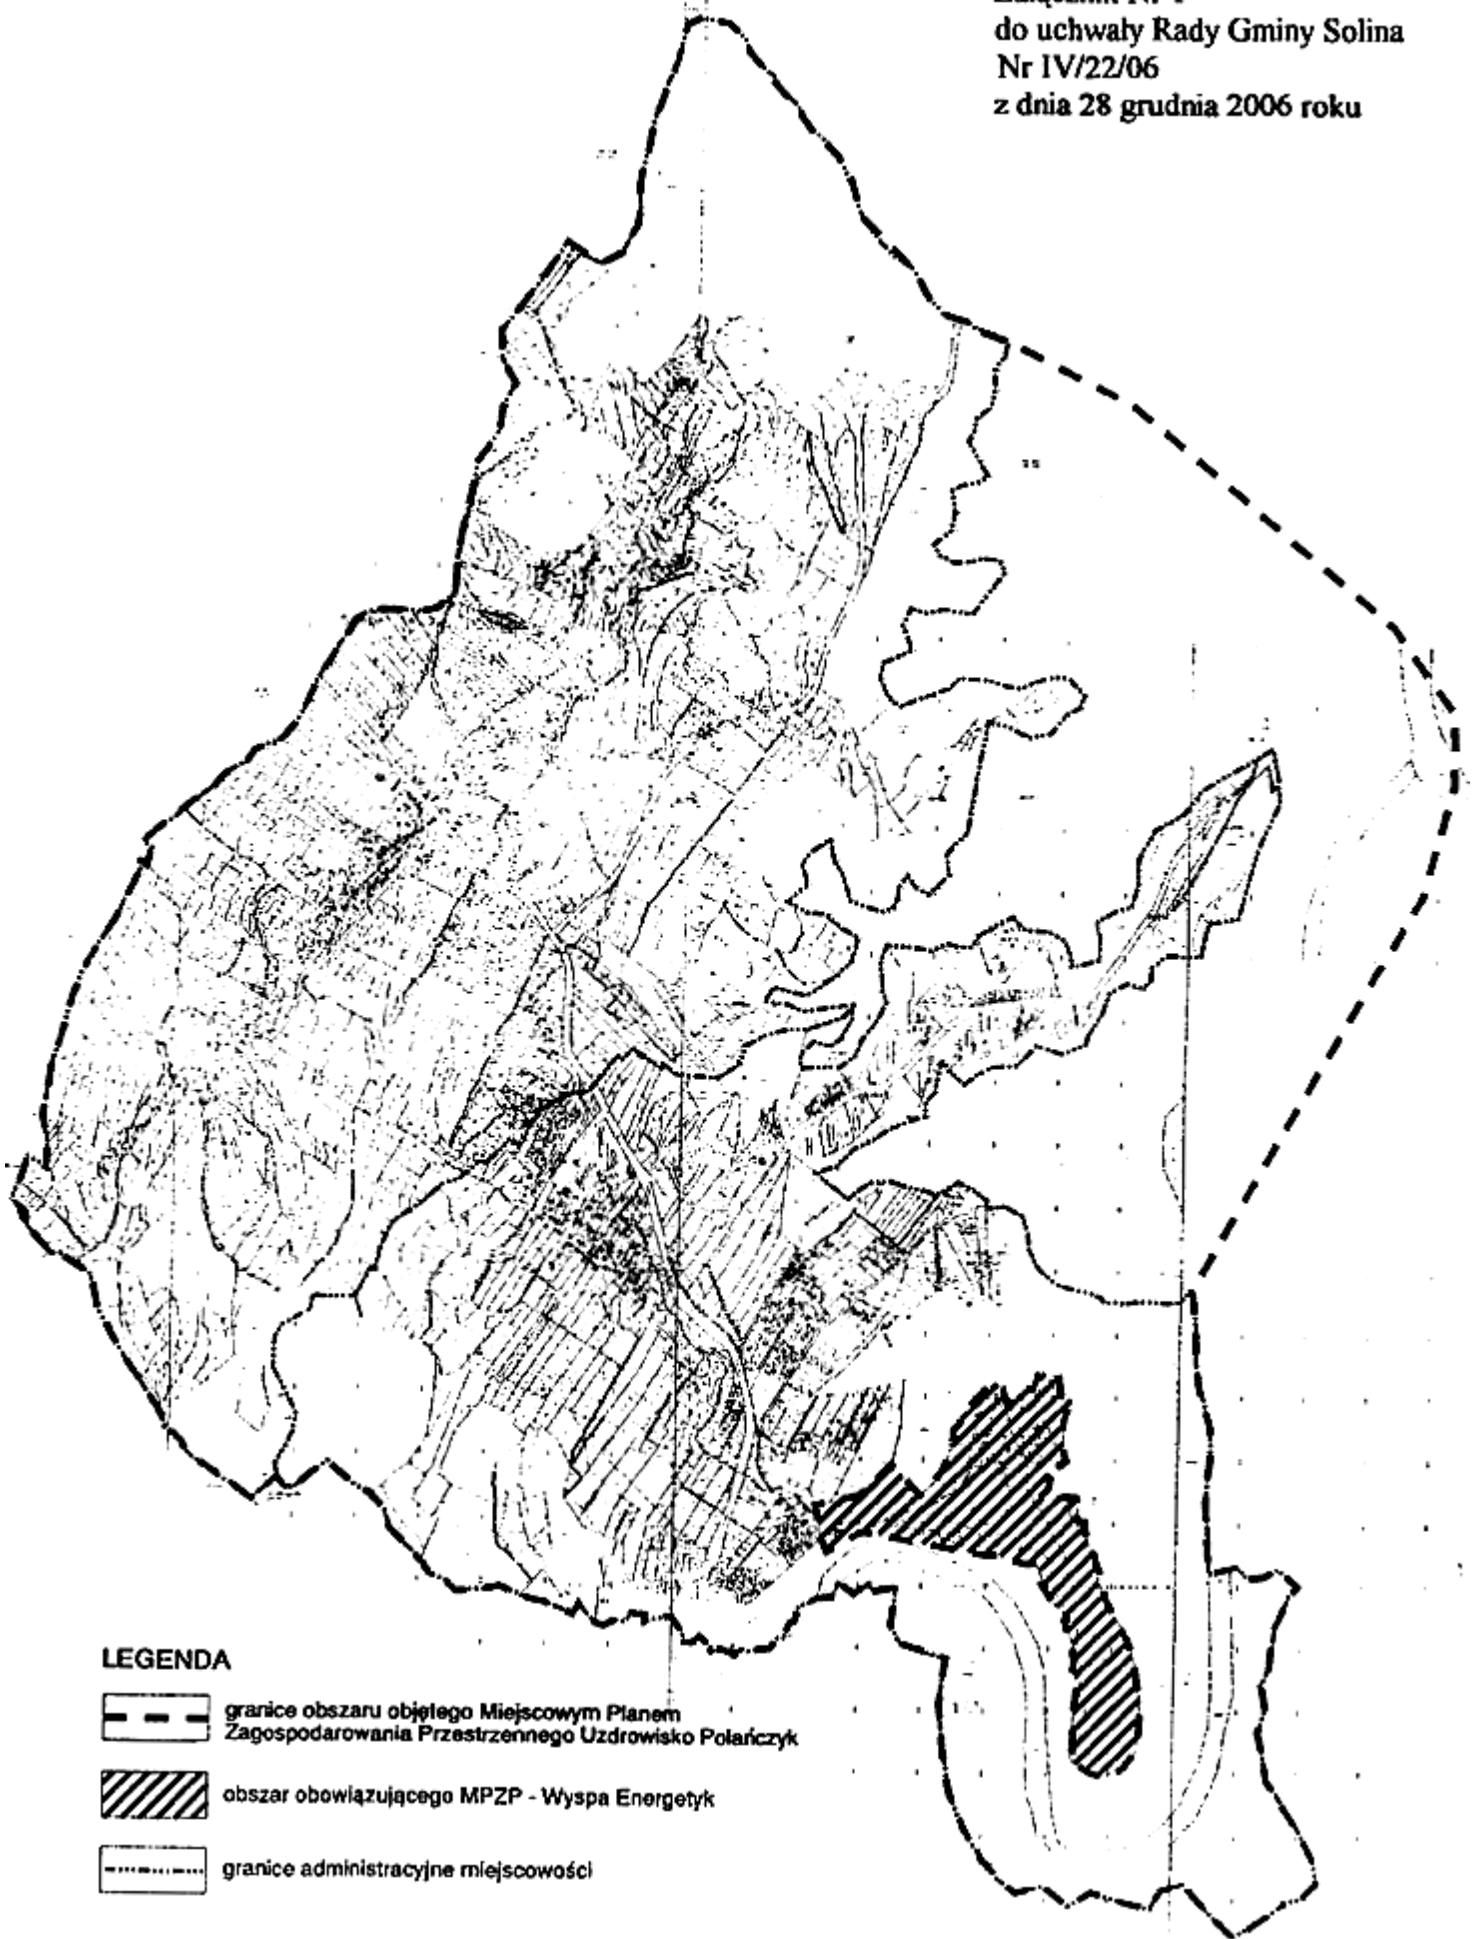 do uchwały Rady Gminy Solina
Nr IV/22/06
z dnia 28 grudnia 2006 roku
LEGENDA
granice obszaru objętego Miejscowym Planem
Zagospodarowania Przestrzennego Uzdrowisko Polańczyk
obszar obowiązującego MPZP - Wyspa Energetyk
granice administracyjne miejscowości